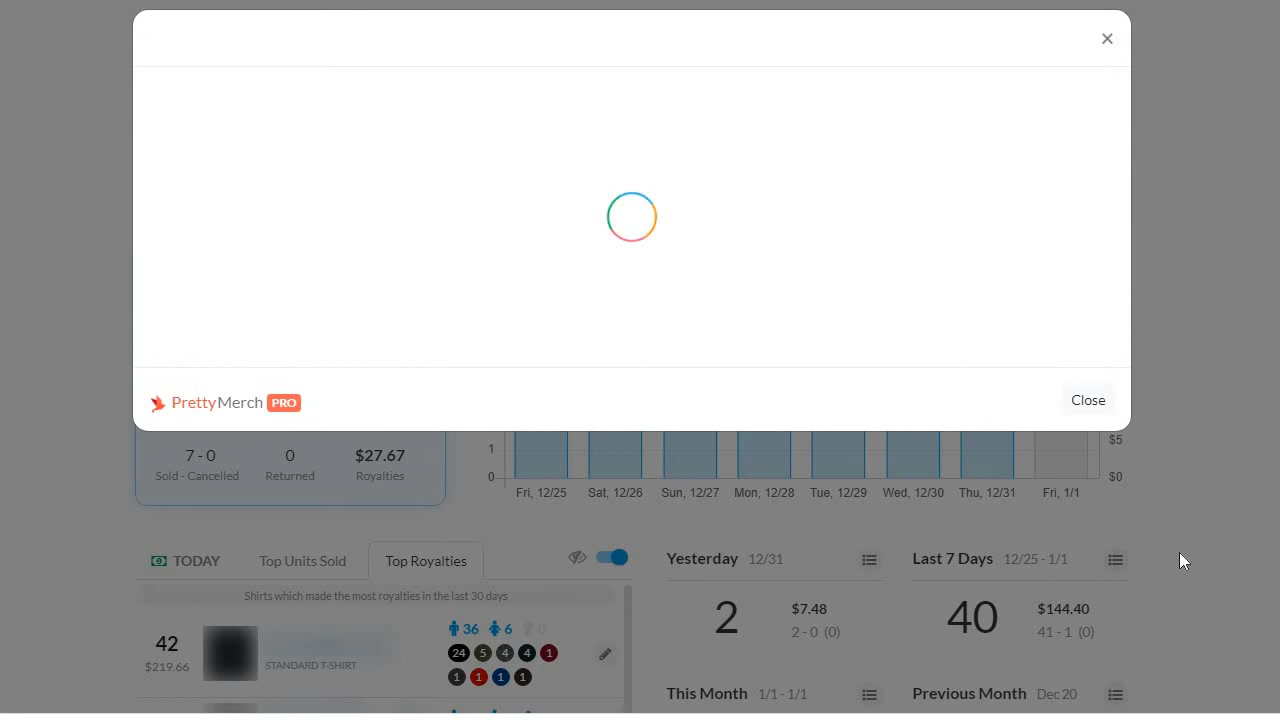 ×
PrettyMerch PRO
Close
1
0
$5
$0
7 - 0
0
$27.67
Sold - Cancelled
Returned
Royalties
Fri, 12/25
Sat, 12/26
Sun, 12/27
Mon, 12/28
Tue, 12/29
Wed, 12/30
Thu, 12/31
Fri, 1/1
TODAY
Top Units Sold
Top Royalties
Shirts which made the most royalties in the last 30 days
42
$219.66
STANDARD T-SHIRT
36
6
0
24 5 4 4 1
1 1 1 1
Yesterday 12/31
2
$7.48
2 - 0 (0)
Last 7 Days 12/25 - 1/1
40
$144.40
41 - 1 (0)
This Month 1/1 - 1/1
Previous Month Dec 20